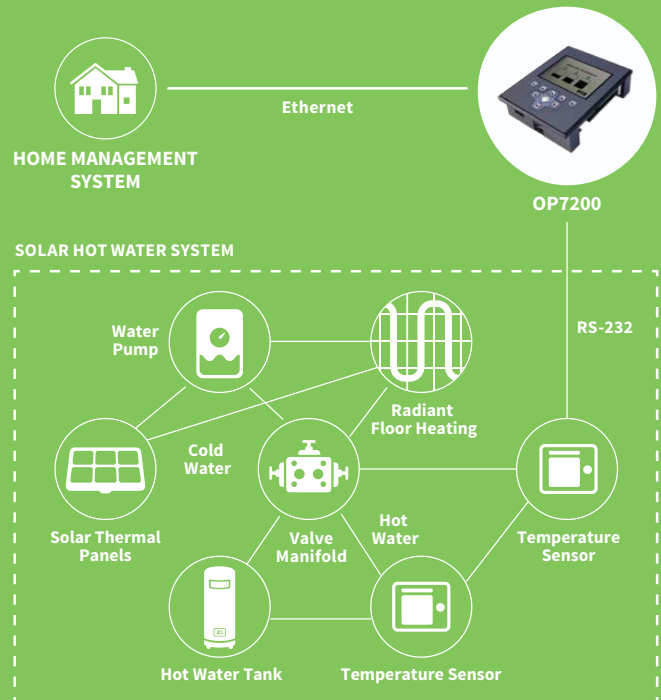 Ethernet
HOME MANAGEMENT
SYSTEM
OP7200
SOLAR HOT WATER SYSTEM
RS-232
Water
Pump
Radiant
Floor Heating
Cold
Water
Hot
Water
Solar Thermal
Panels
Valve
Manifold
Temperature
Sensor
Hot Water Tank
Temperature Sensor